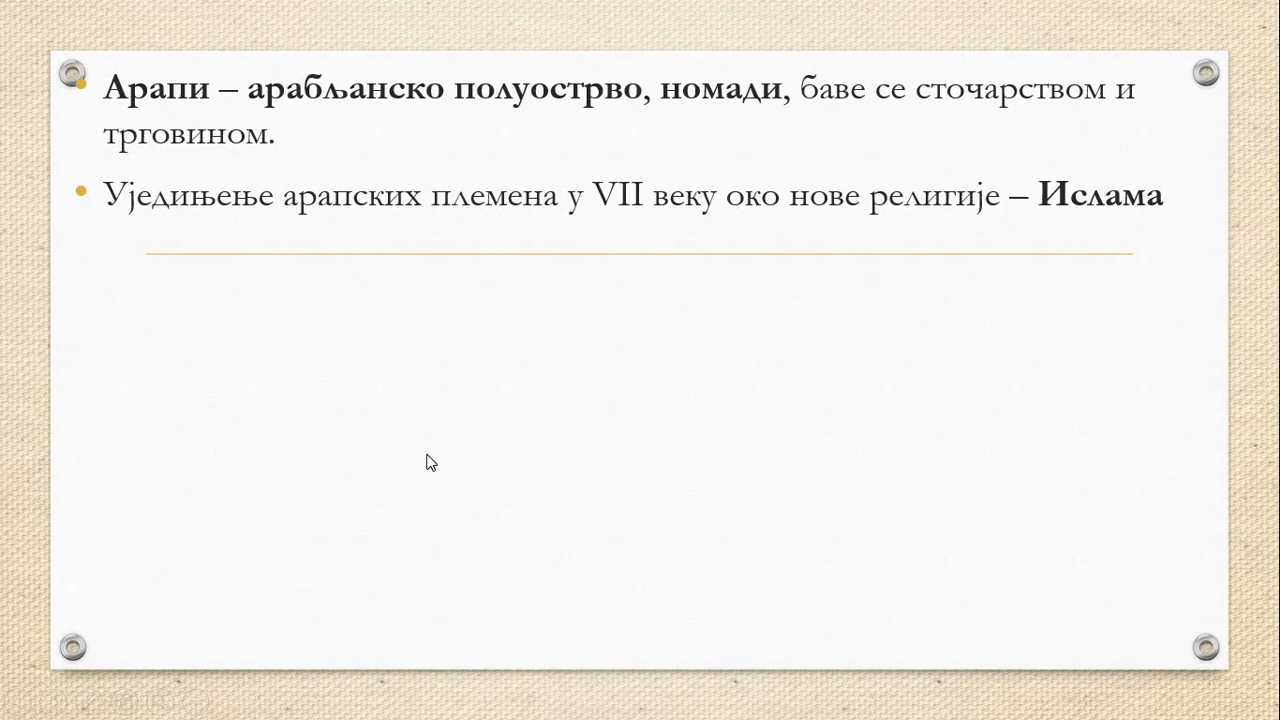 Арапи – арабљанско полуострво, номади, баве се сточарством и
трговином.
Уједињење арапских племена у VII веку око нове религије – Ислама